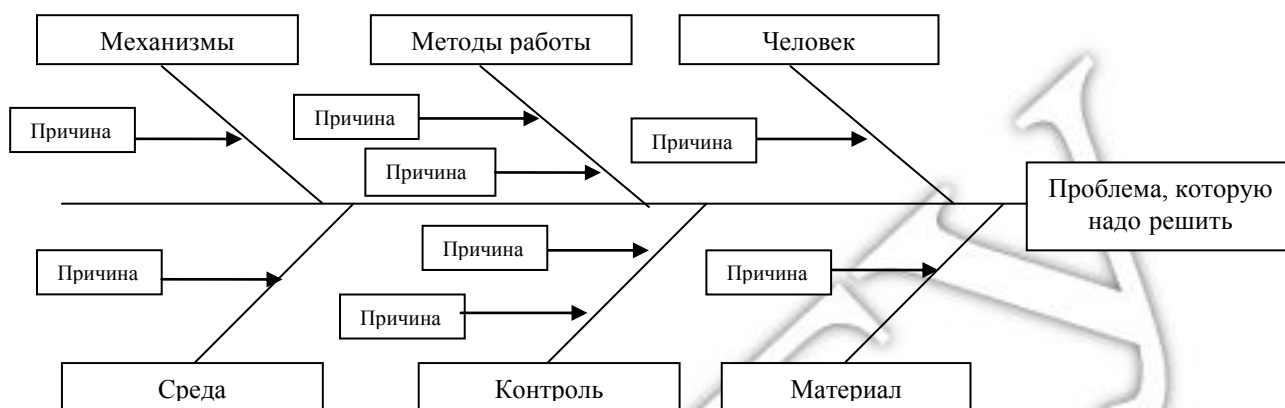 Механизмы
Методы работы
Человек
Причина
Причина
Причина
Причина
Проблема, которую
надо решить
Причина
Причина
Причина
Причина
Среда
Контроль
Материал